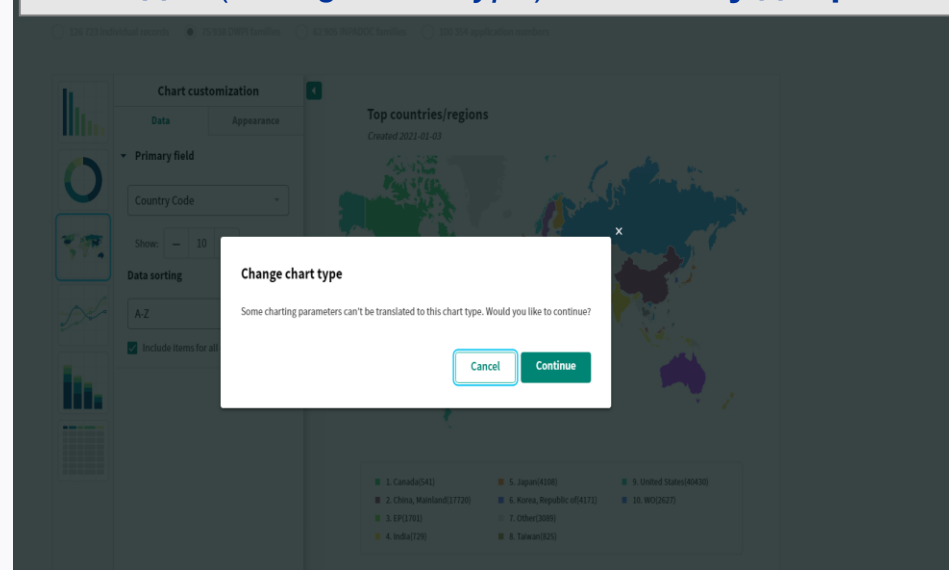 Chart customization
Data
Appearance
Primary field
Country Code
Show:
10
Data sorting
A-Z
Include items for all
Top countries/regions
Created 2021-01-03
x
Change chart type
Some charting parameters can't be translated to this chart type. Would you like to continue?
Cancel
Continue
1. Canada(541)
2. China, Mainland(17720)
3. EP(1701)
4. India(729)
5. Japan(4108)
6. Korea, Republic of(4171)
7. Other(3089)
8. Taiwan(825)
9. United States(40430)
10. WO(2627)